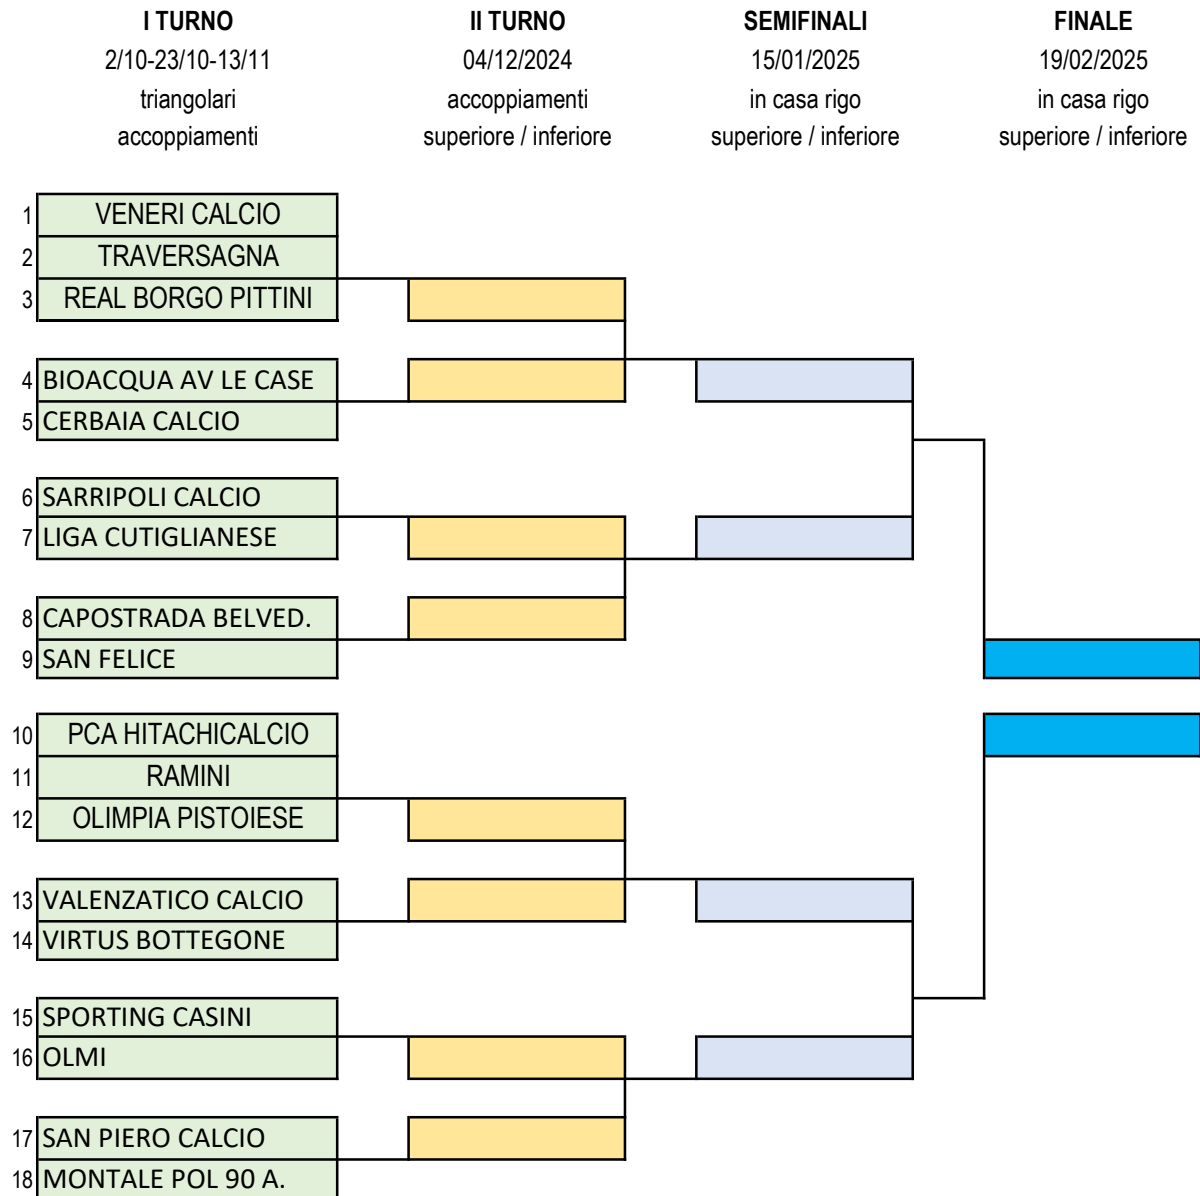 I TURNO
2/10-23/10-13/11
triangolari
accoppiamenti
II TURNO
04/12/2024
accoppiamenti
superiore / inferiore
SEMIFINALI
15/01/2025
in casa rigo
superiore / inferiore
FINALE
19/02/2025
in casa rigo
superiore / inferiore
1 VENERI CALCIO
2 TRAVERSAGNA
3 REAL BORGO PITTINI
4 BIOACQUA AV LE CASE
5 CERBAIA CALCIO
6 SARRIPOLI CALCIO
7 LIGA CUTIGLIANESE
8 CAPOSTRADA BELVED.
9 SAN FELICE
10 PCA HITACHICALCIO
11 RAMINI
12 OLIMPIA PISTOIESE
13 VALENZATICO CALCIO
14 VIRTUS BOTTEGONE
15 SPORTING CASINI
16 OLMI
17 SAN PIERO CALCIO
18 MONTALE POL 90 A.